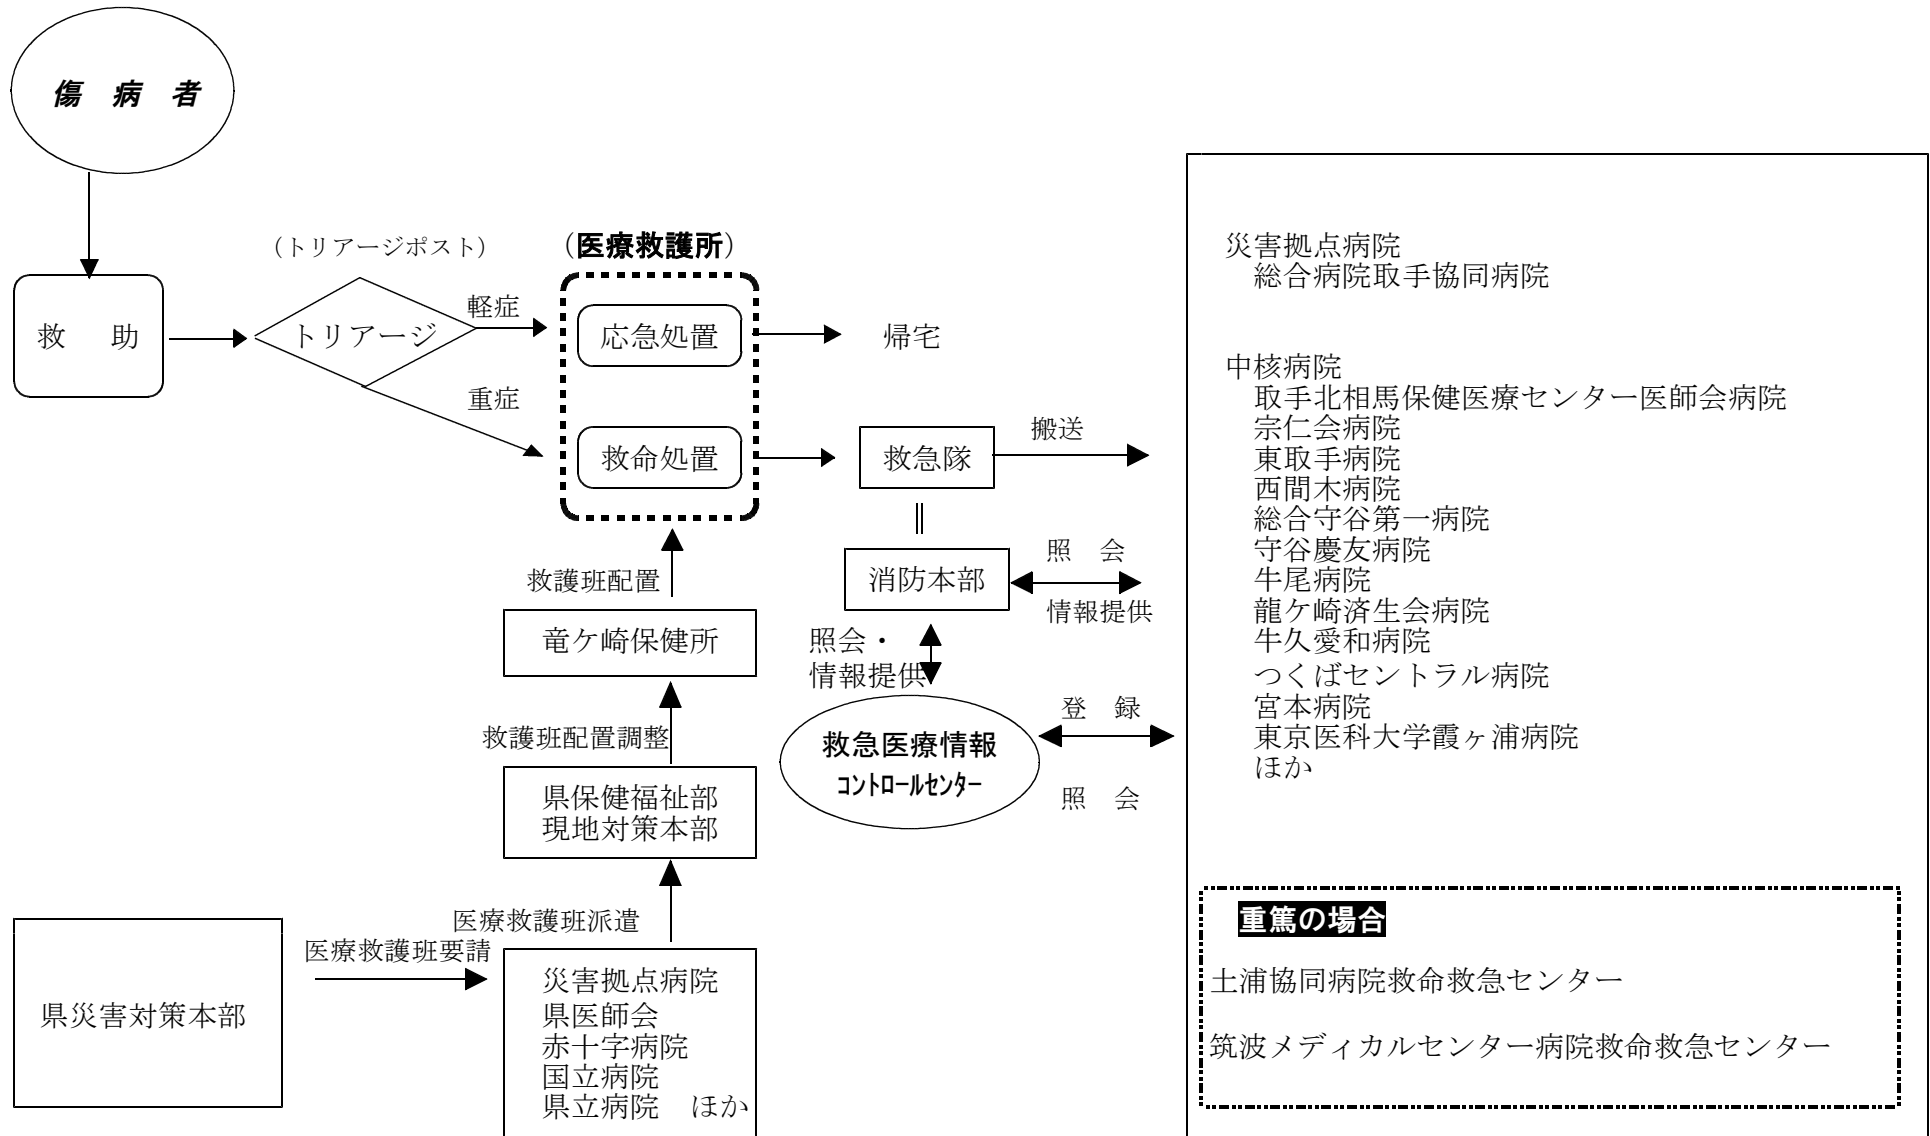 傷　病　者
（トリアージポスト）
（医療救護所）
救　　助
トリアージ
軽症
重症
応急処置
帰宅
救命処置
救急隊
搬送
||
消防本部
照　会
情報提供
照会・
情報提供
救急医療情報
コントロールセンター
登　録
照　会
救護班配置
竜ケ崎保健所
救護班配置調整
県保健福祉部
現地対策本部
医療救護班派遣
医療救護班要請
県災害対策本部
災害拠点病院
県医師会
赤十字病院
国立病院
県立病院　ほか
災害拠点病院
総合病院取手協同病院
中核病院
取手北相馬保健医療センター医師会病院
宗仁会病院
東取手病院
西間木病院
総合守谷第一病院
守谷慶友病院
牛尾病院
龍ケ崎済生会病院
牛久愛和病院
つくばセントラル病院
宮本病院
東京医科大学霞ヶ浦病院
ほか
重篤の場合
土浦協同病院救命救急センター
筑波メディカルセンター病院救命救急センター